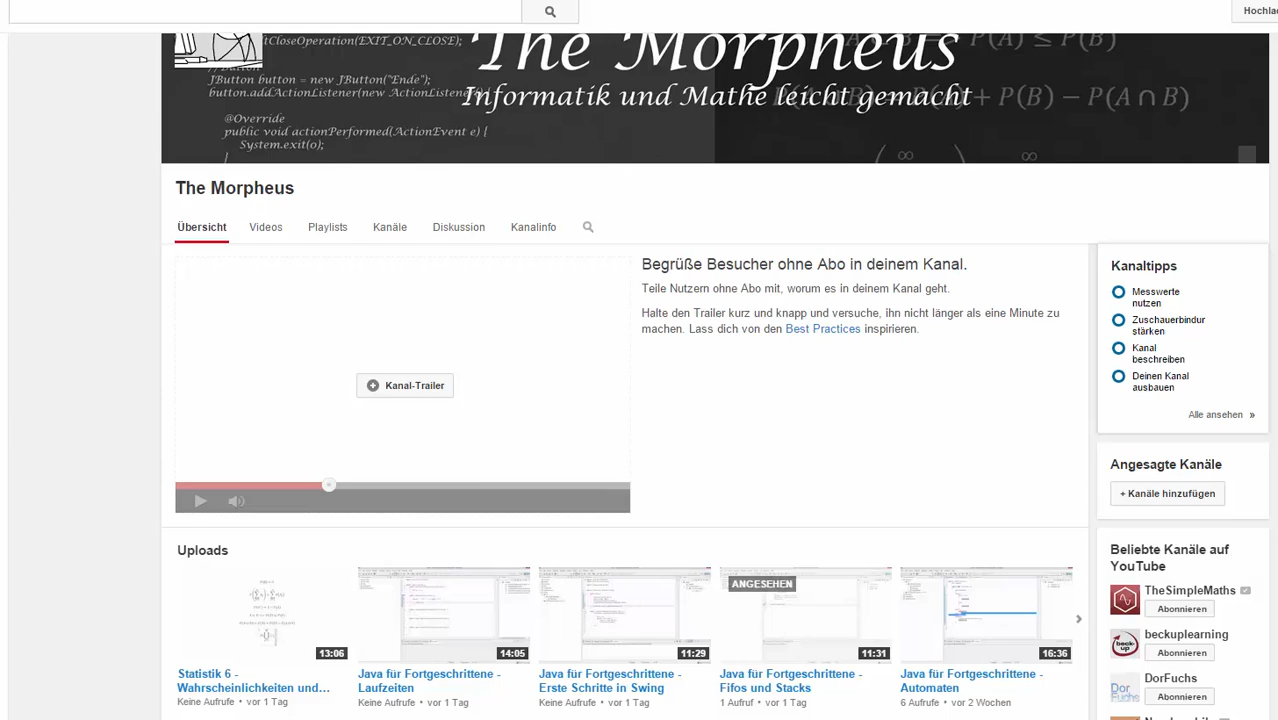 Hochlac
tCloseOperation(EXIT_ON_CLOSE);
JButton button = new JButton("Ende");
button.addActionListener(new ActionListener() {
@Override
public void actionPerformed(ActionEvent e) {
System.exit(0);
}
The Morpheus
Informatik und Mathe leicht gemacht
P(A) ≤ P(B)
+ P(B) − P(A ∩ B)
∞ ∞
The Morpheus
Übersicht Videos Playlists Kanäle Diskussion Kanalinfo
Kanal-Trailer
Begrüße Besucher ohne Abo in deinem Kanal.
Teile Nutzern ohne Abo mit, worum es in deinem Kanal geht.
Halte den Trailer kurz und knapp und versuche, ihn nicht länger als eine Minute zu
machen. Lass dich von den Best Practices inspirieren.
Kanaltipps
Messwerte
nutzen
Zuschauerbindur
stärken
Kanal
beschreiben
Deinen Kanal
ausbauen
Alle ansehen »
Angesagte Kanäle
+ Kanäle hinzufügen
Beliebte Kanäle auf
YouTube
TheSimpleMaths
Abonnieren
beckuplearning
Abonnieren
DorFuchs
Abonnieren
Uploads
13:06
Statistik 6 -
Wahrscheinlichkeiten und...
Keine Aufrufe • vor 1 Tag
14:05
Java für Fortgeschrittene -
Laufzeiten
Keine Aufrufe • vor 1 Tag
11:29
Java für Fortgeschrittene -
Erste Schritte in Swing
Keine Aufrufe • vor 1 Tag
ANGESEHEN
11:31
Java für Fortgeschrittene -
Fifos und Stacks
1 Aufruf • vor 1 Tag
16:36
Java für Fortgeschrittene -
Automaten
6 Aufrufe • vor 2 Wochen